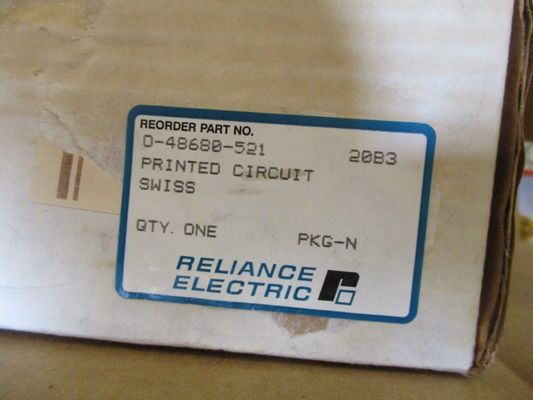 REORDER PART NO.
0-48680-521 20B3
PRINTED CIRCUIT
SWISS
QTY. ONE PKG-N
RELIANCE
ELECTRIC